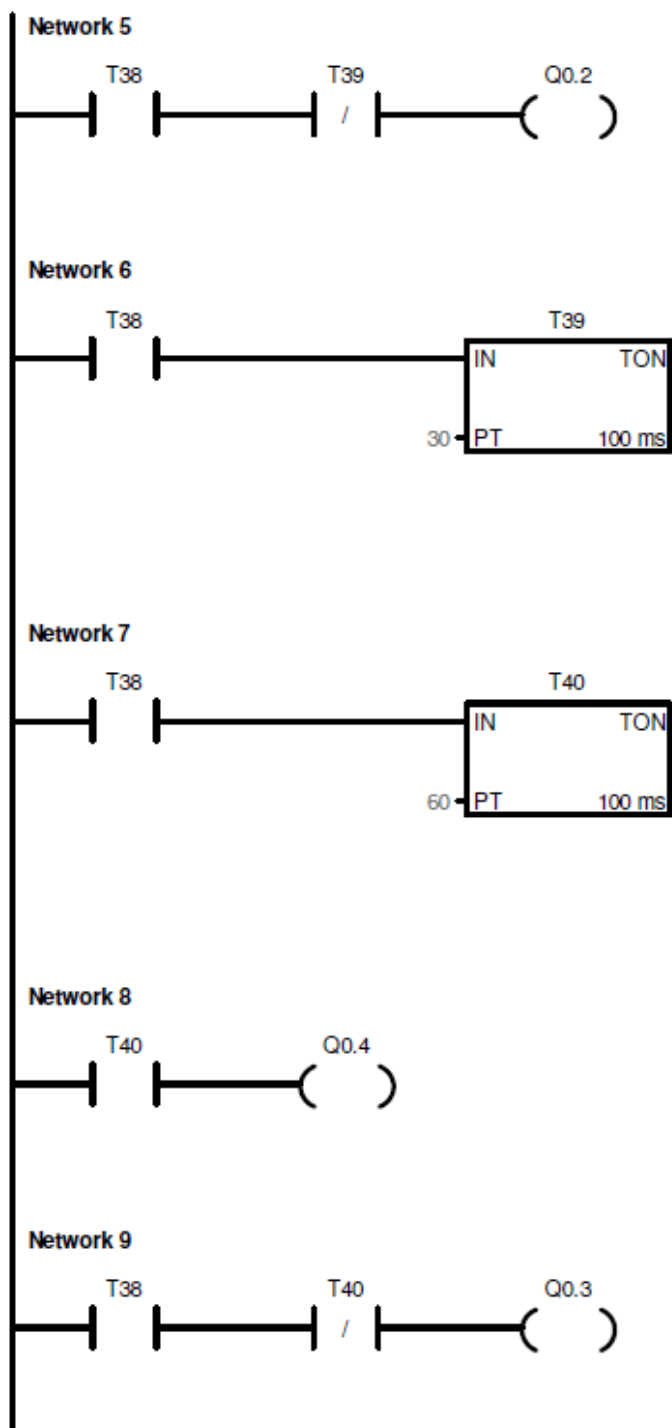 Network 5
T38 T39 Q0.2
/
Network 6
T38 T39
IN TON
30 PT 100 ms
Network 7
T38 T40
IN TON
60 PT 100 ms
Network 8
T40 Q0.4
Network 9
T38 T40 Q0.3
/